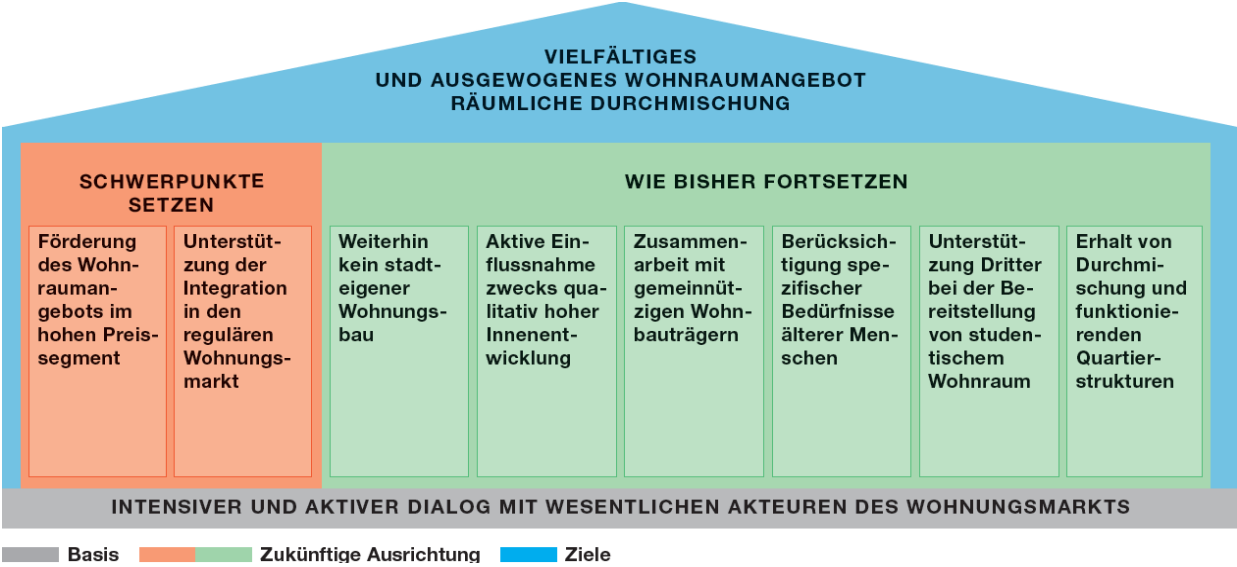 VIELFÄLTIGES
UND AUSGEWOGENES WOHNRAUMANGEBOT
RÄUMLICHE DURCHMISCHUNG
SCHWERPUNKTE
SETZEN
Förderung
des Wohn-
rauman-
gebots im
hohen Preis-
segment
Unterstüt-
zung der
Integration
in den
regulären
Wohnungs-
markt
WIE BISHER FORTSETZEN
Weiterhin
kein stadt-
eigener
Wohnungs-
bau
Aktive Ein-
flussnahme
zwecks qua-
litativ hoher
Innenent-
wicklung
Zusammen-
arbeit mit
gemeinnüt-
zigen Wohn-
bauträgern
Berücksich-
tigung spe-
zifischer
Bedürfnisse
älterer Men-
schen
Unterstüt-
zung Dritter
bei der Be-
reitstellung
von studen-
tischem
Wohnraum
Erhalt von
Durchmi-
schung und
funktionie-
renden
Quartier-
strukturen
INTENSIVER UND AKTIVER DIALOG MIT WESENTLICHEN AKTEUREN DES WOHNUNGSMARKTS
Basis
Zukünftige Ausrichtung
Ziele